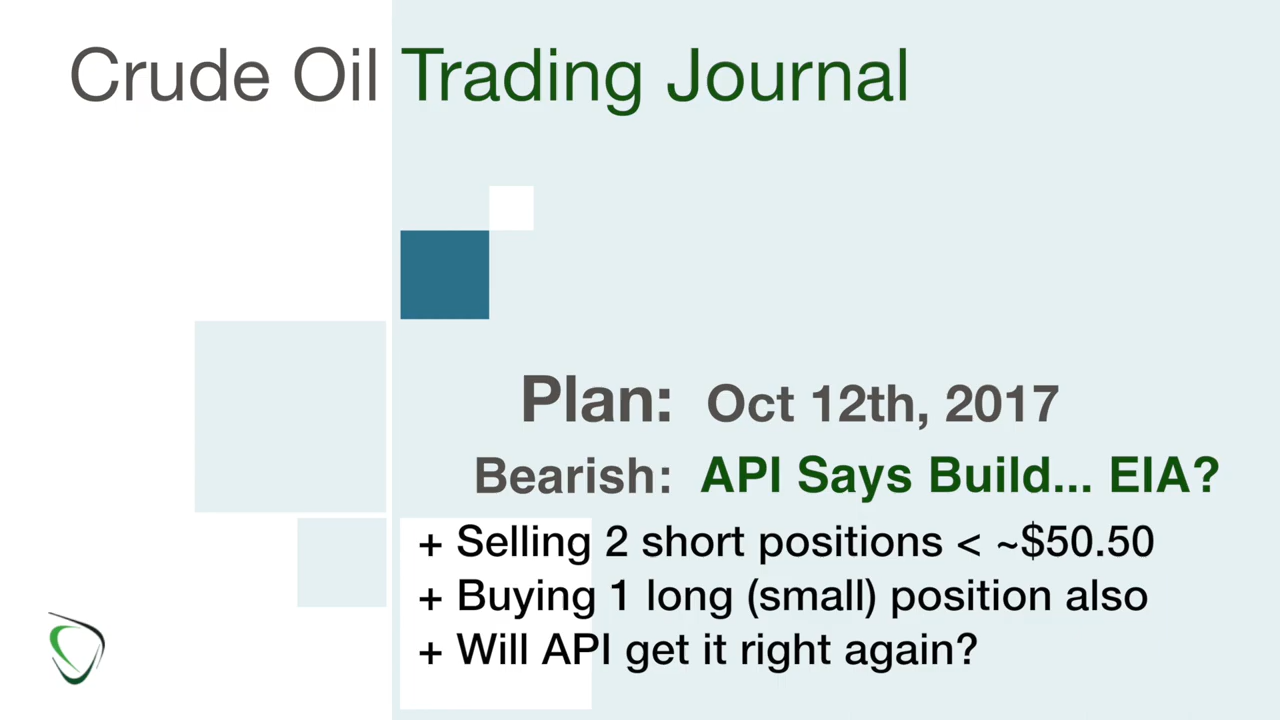 Crude Oil Trading Journal
Plan: Oct 12th, 2017
Bearish: API Says Build... EIA?
+ Selling 2 short positions < ~$50.50
+ Buying 1 long (small) position also
+ Will API get it right again?